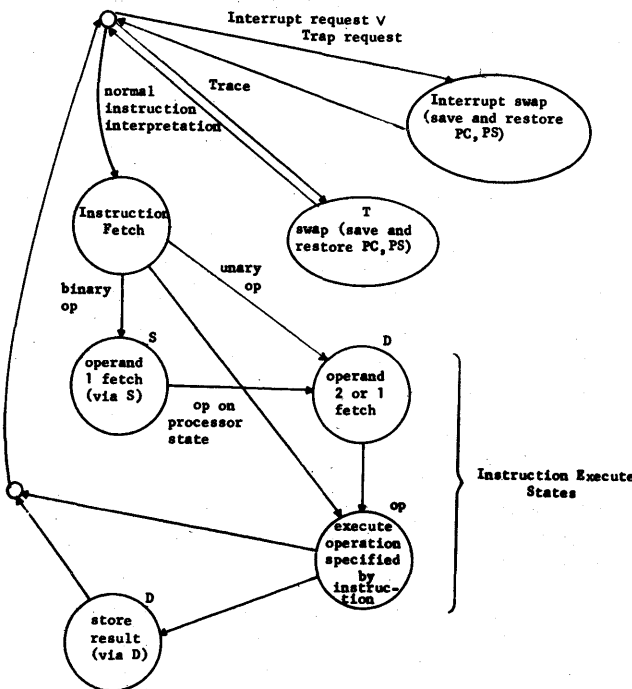 Interrupt request V
Trap request
normal
instruction
interpretation
Trace
Interrupt swap
(save and restore
PC, PS)
T
swap (save and
restore PC, PS)
Instruction
Fetch
unary
op
binary
op
S
operand
1 fetch
(via S)
D
operand
2 or 1
fetch
op on
processor
state
Instruction Execute
States
op
execute
operation
specified
by
instruc-
tion
D
store
result
(via D)